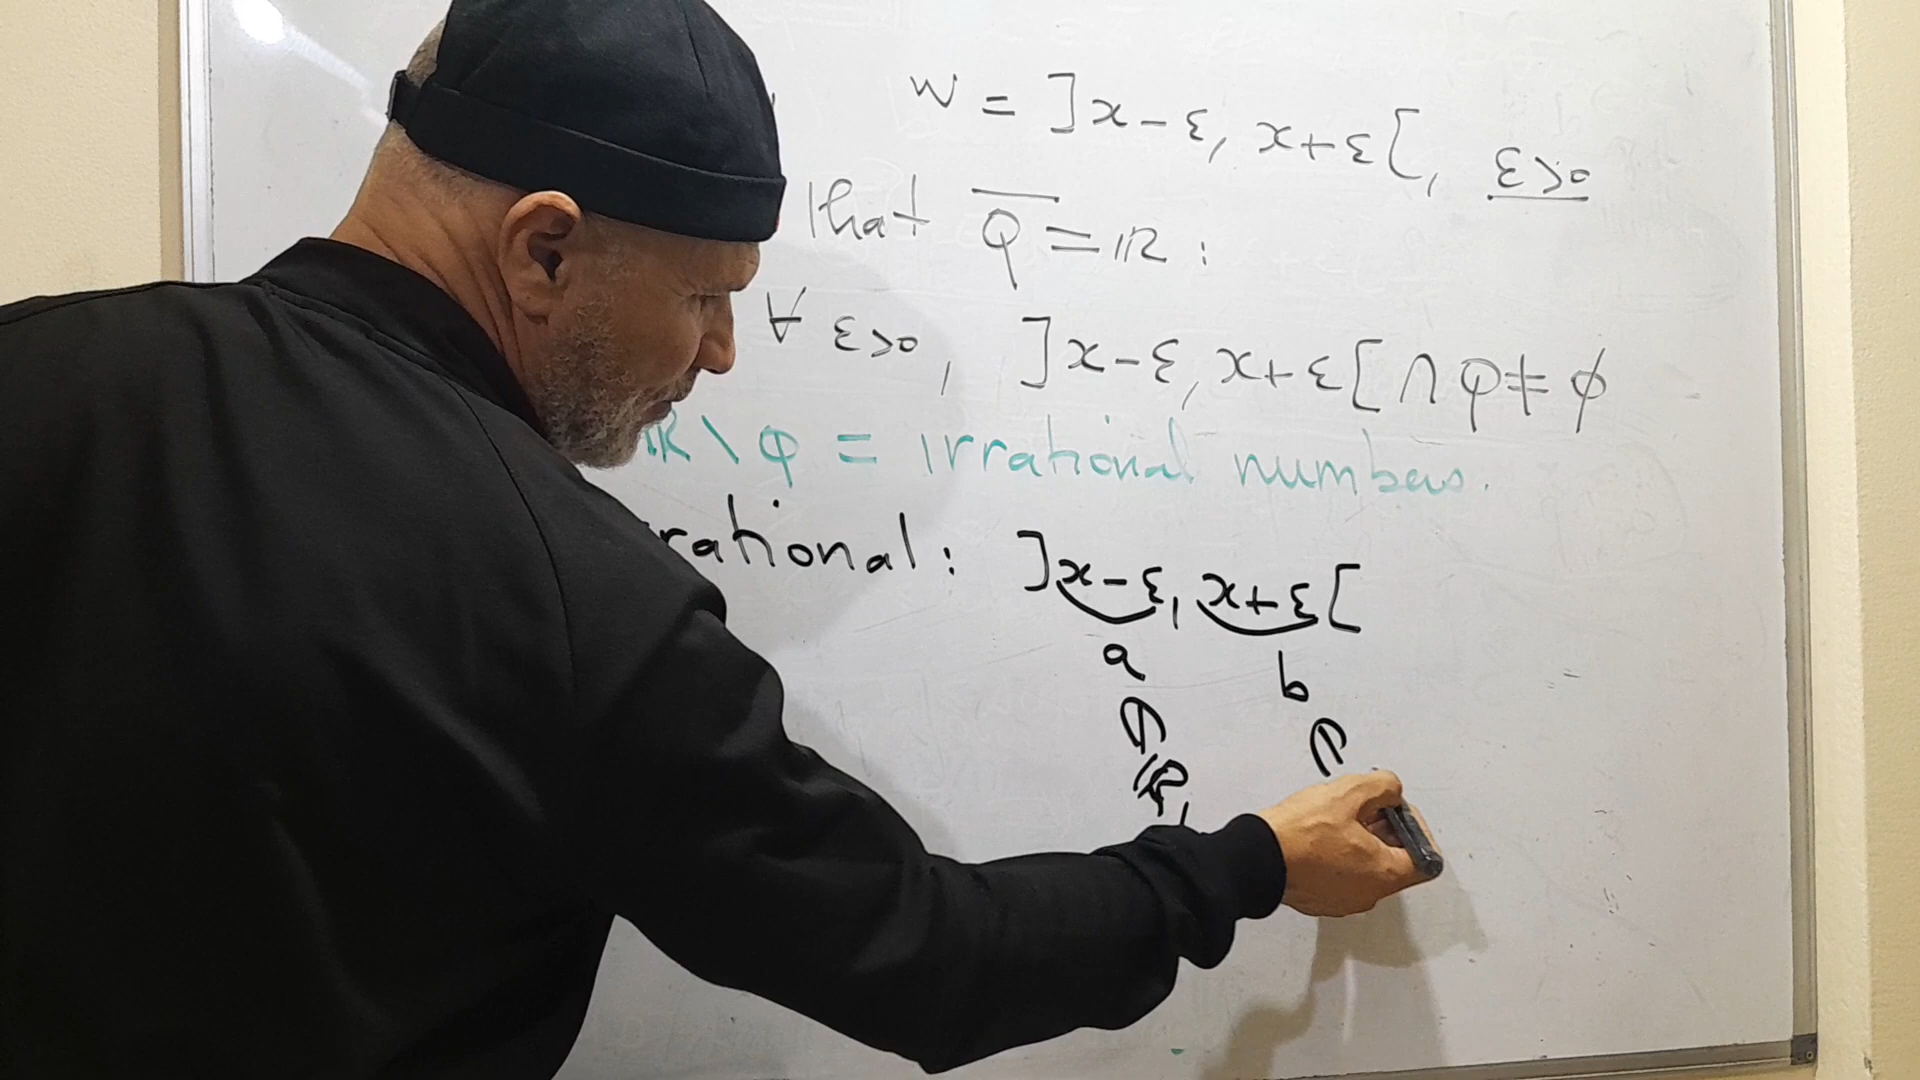 W = ]x-ε, x+ε[, ε>0
that Q̅ = ℝ :
∀ ε>0, ]x-ε, x+ε[ ∩ Q ≠ ∅
ℝ \ Q = irrational numbers.
rational : ]x-ε, x+ε[
a b
∈ ∈
ℝ,